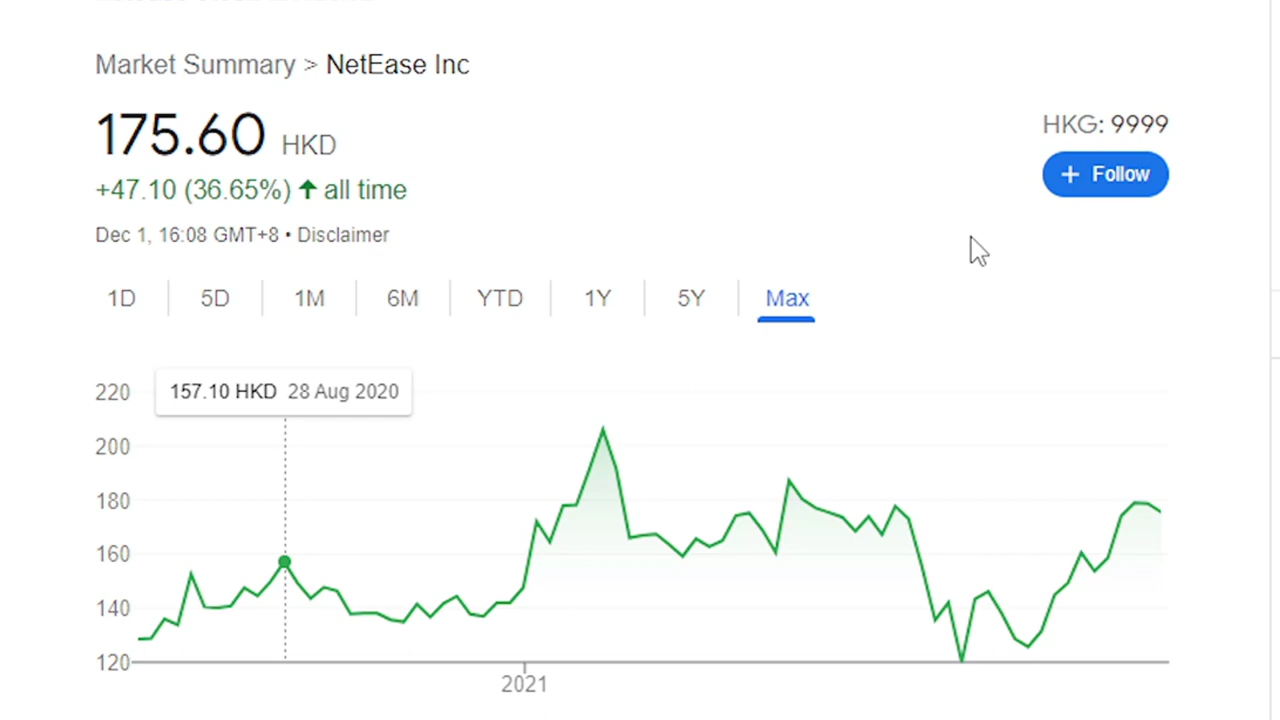 Market Summary > NetEase Inc
175.60 HKD
HKG: 9999
+ Follow
+47.10 (36.65%) ↑ all time
Dec 1, 16:08 GMT+8 • Disclaimer
1D 5D 1M 6M YTD 1Y 5Y Max
157.10 HKD 28 Aug 2020
220
200
180
160
140
120
2021